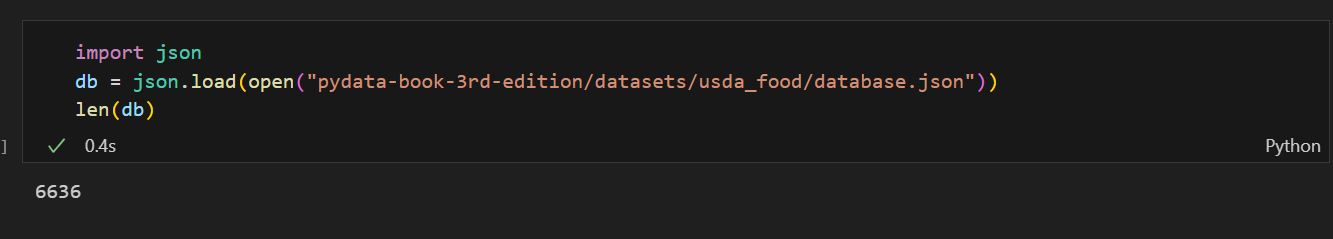 import json
db = json.load(open("pydata-book-3rd-edition/datasets/usda_food/database.json"))
len(db)
] ✓ 0.4s Python
6636